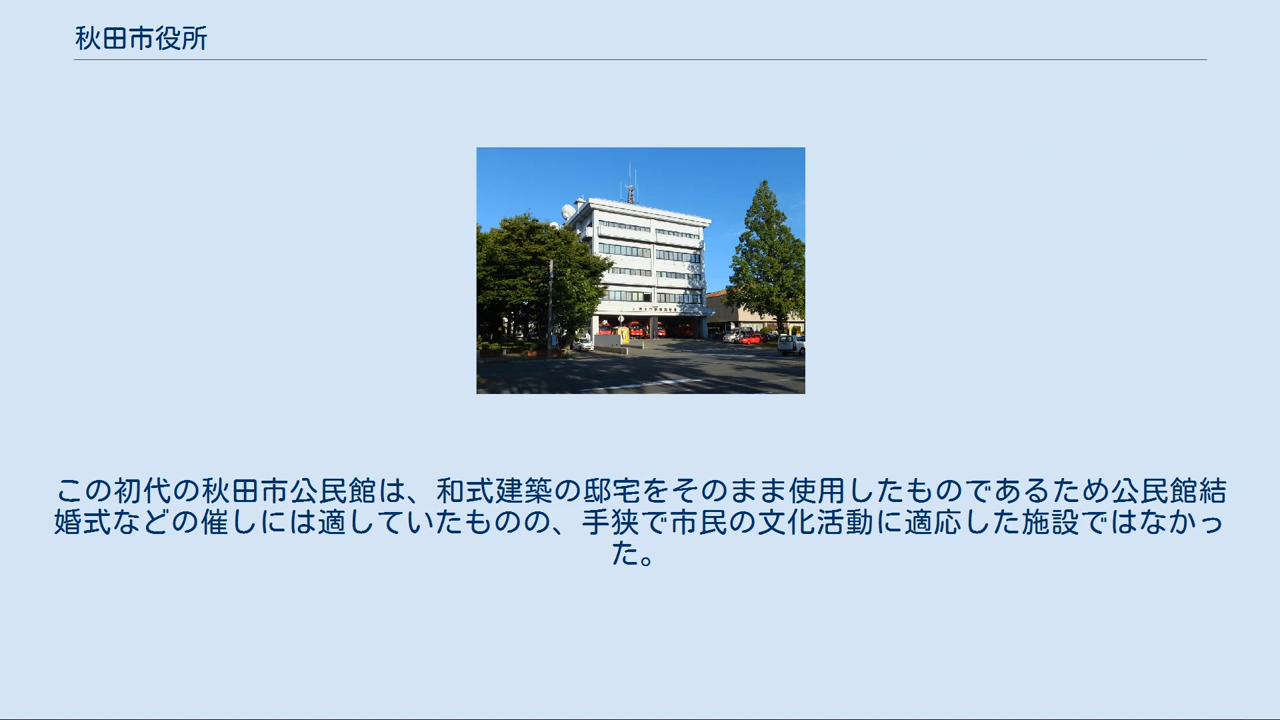 秋田市役所
この初代の秋田市公民館は、和式建築の邸宅をそのまま使用したものであるため公民館結
婚式などの催しには適していたものの、手狭で市民の文化活動に適応した施設ではなかっ
た。